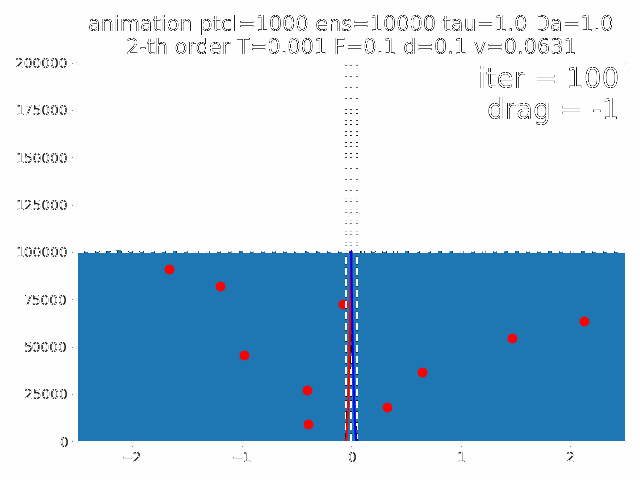 animation ptcl=1000 ens=10000 tau=1.0 Da=1.0
2-th order T=0.001 F=0.1 d=0.1 v=0.0631
iter = 100
drag = -1
200000
175000
150000
125000
100000
75000
50000
25000
0
−2 −1 0 1 2